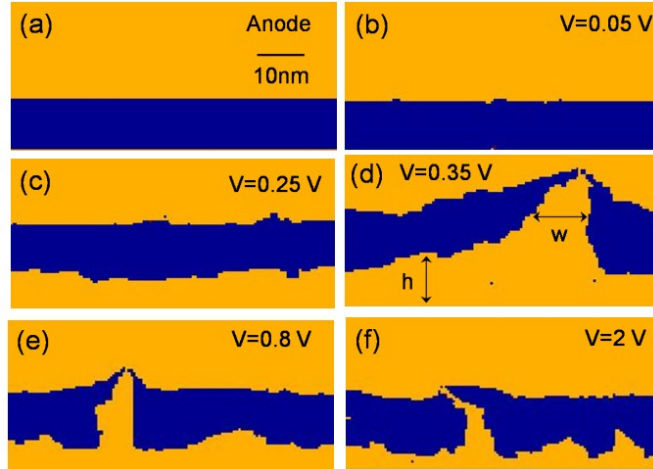 (a)
Anode
10nm
(b)
V=0.05 V
(c)
V=0.25 V
(d)
V=0.35 V
w
h
(e)
V=0.8 V
(f)
V=2 V